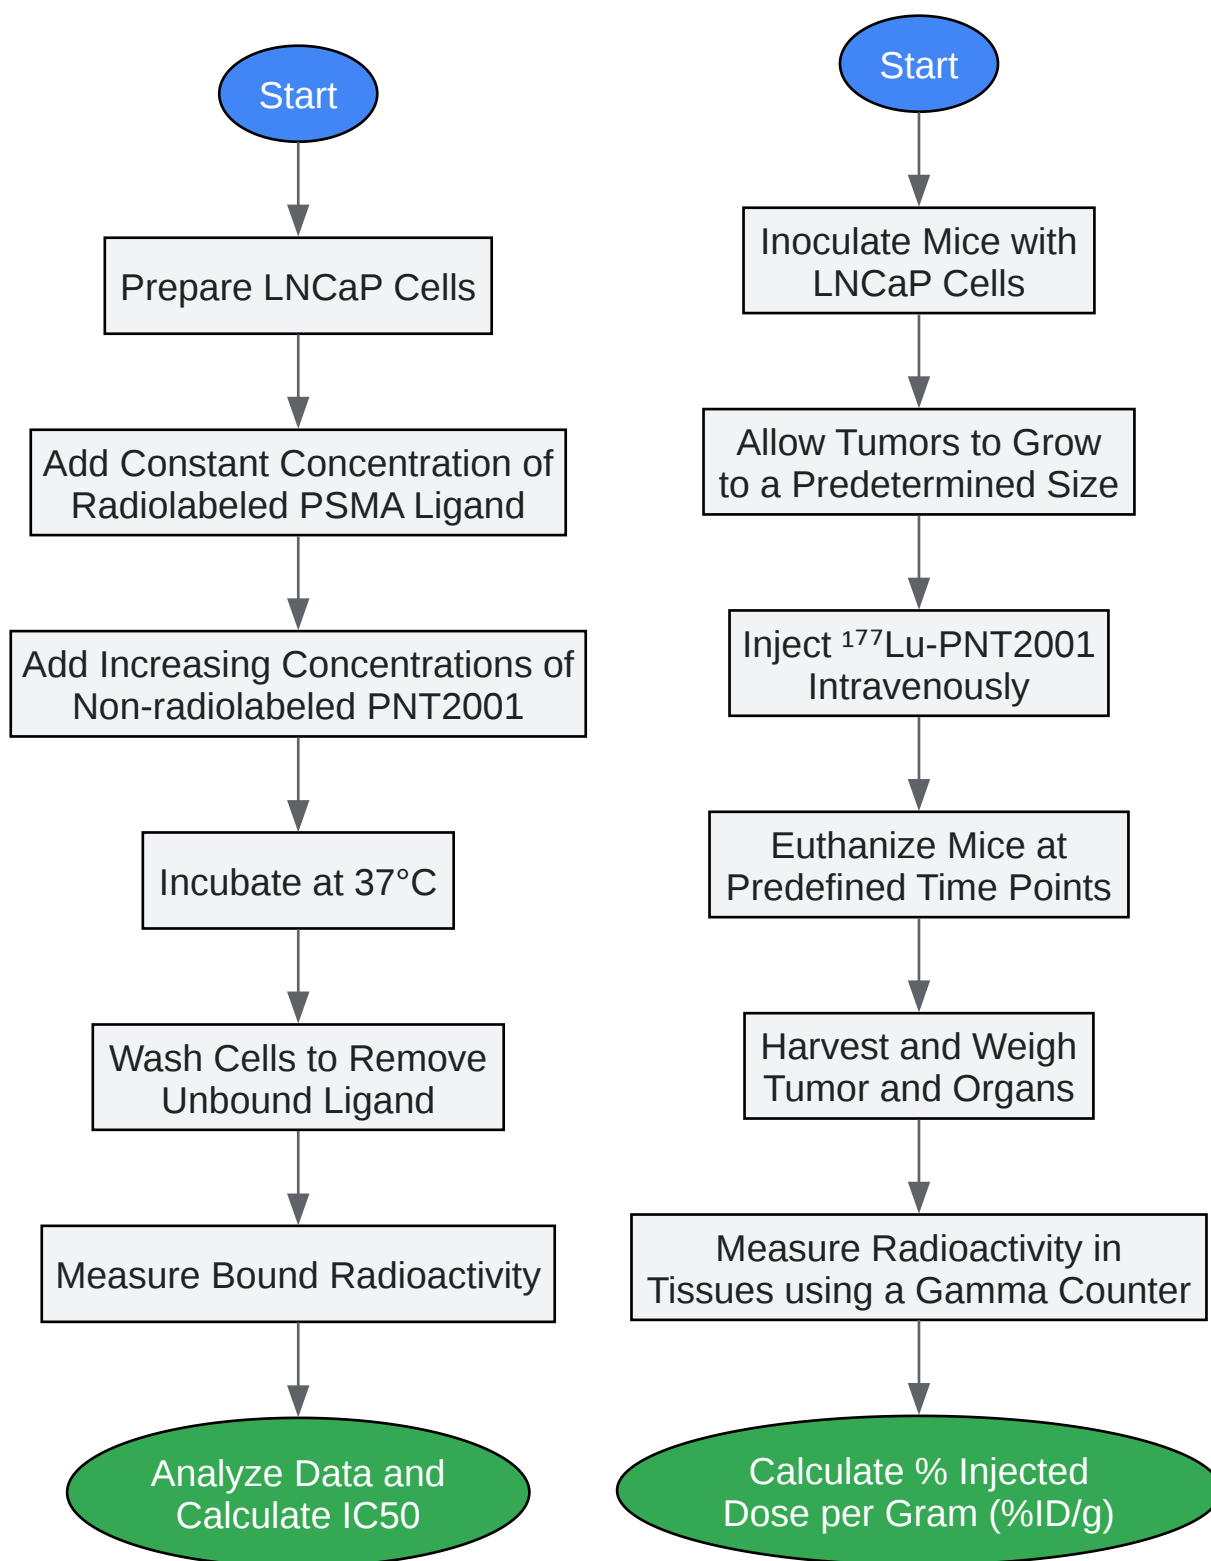 Start
Prepare LNCaP Cells
Add Constant Concentration of
Radiolabeled PSMA Ligand
Add Increasing Concentrations of
Non-radiolabeled PNT2001
Incubate at 37°C
Wash Cells to Remove
Unbound Ligand
Measure Bound Radioactivity
Analyze Data and
Calculate IC50
Start
Inoculate Mice with
LNCaP Cells
Allow Tumors to Grow
to a Predetermined Size
Inject ¹⁷⁷Lu-PNT2001
Intravenously
Euthanize Mice at
Predefined Time Points
Harvest and Weigh
Tumor and Organs
Measure Radioactivity in
Tissues using a Gamma Counter
Calculate % Injected
Dose per Gram (%ID/g)